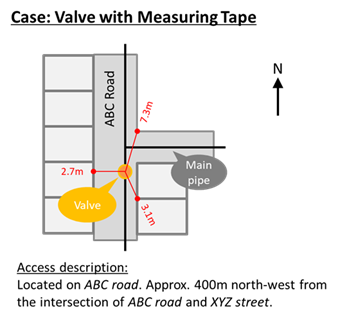 Case: Valve with Measuring Tape
ABC Road
N
7.3m
2.7m
Main
pipe
Valve
3.1m
Access description:
Located on ABC road. Approx. 400m north-west from
the intersection of ABC road and XYZ street.